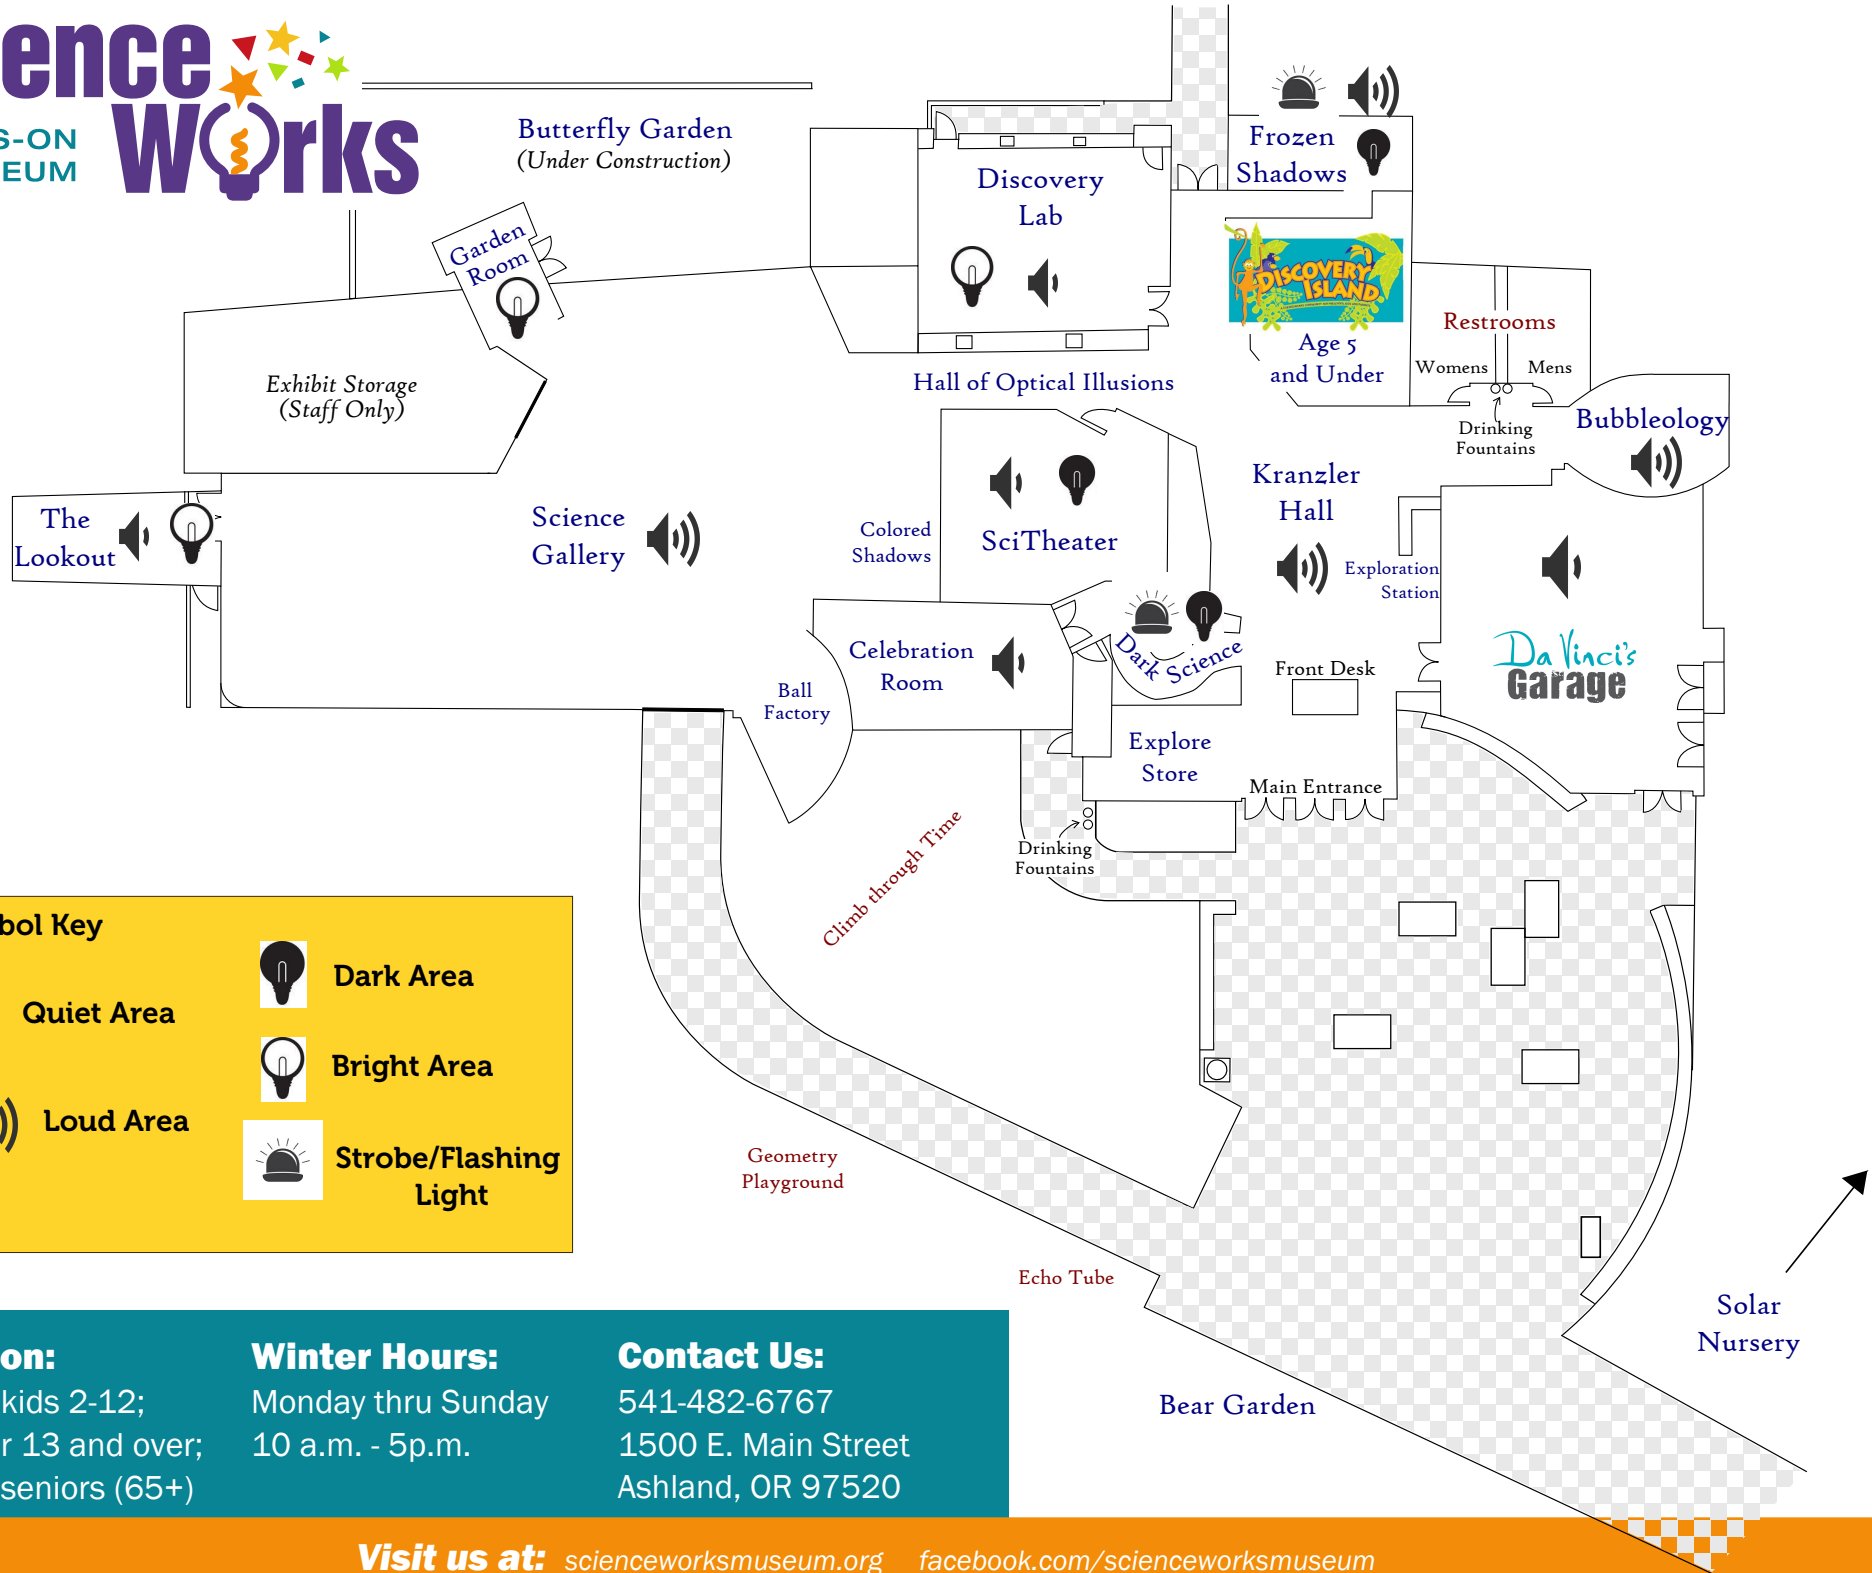 ence
Works
S-ON
EUM
Butterfly Garden
(Under Construction)
Garden
Room
Exhibit Storage
(Staff Only)
The
Lookout
Science
Gallery
Discovery
Lab
Hall of Optical Illusions
Frozen
Shadows
DISCOVERY
ISLAND
Age 5
and Under
Restrooms
Womens
Mens
Drinking
Fountains
Bubbleology
Kranzler
Hall
Colored
Shadows
SciTheater
Exploration
Station
Dark Science
Celebration
Room
Ball
Factory
Front Desk
Da Vinci's
Garage
Explore
Store
Main Entrance
Drinking
Fountains
Climb through Time
bol Key
Quiet Area
Loud Area
Dark Area
Bright Area
Strobe/Flashing
Light
Geometry
Playground
Echo Tube
Bear Garden
Solar
Nursery
on:
kids 2-12;
r 13 and over;
seniors (65+)
Winter Hours:
Monday thru Sunday
10 a.m. - 5p.m.
Contact Us:
541-482-6767
1500 E. Main Street
Ashland, OR 97520
Visit us at: scienceworksmuseum.org facebook.com/scienceworksmuseum